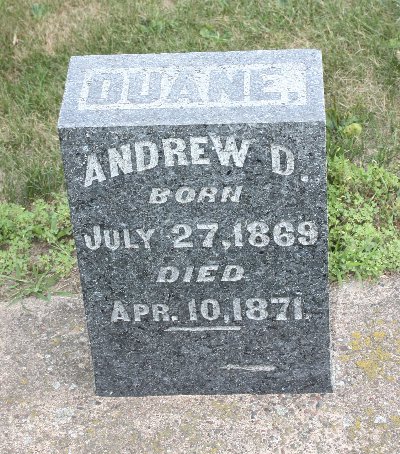 DUANE.
ANDREW D.
BORN
JULY 27, 1869
DIED
APR. 10, 1871.